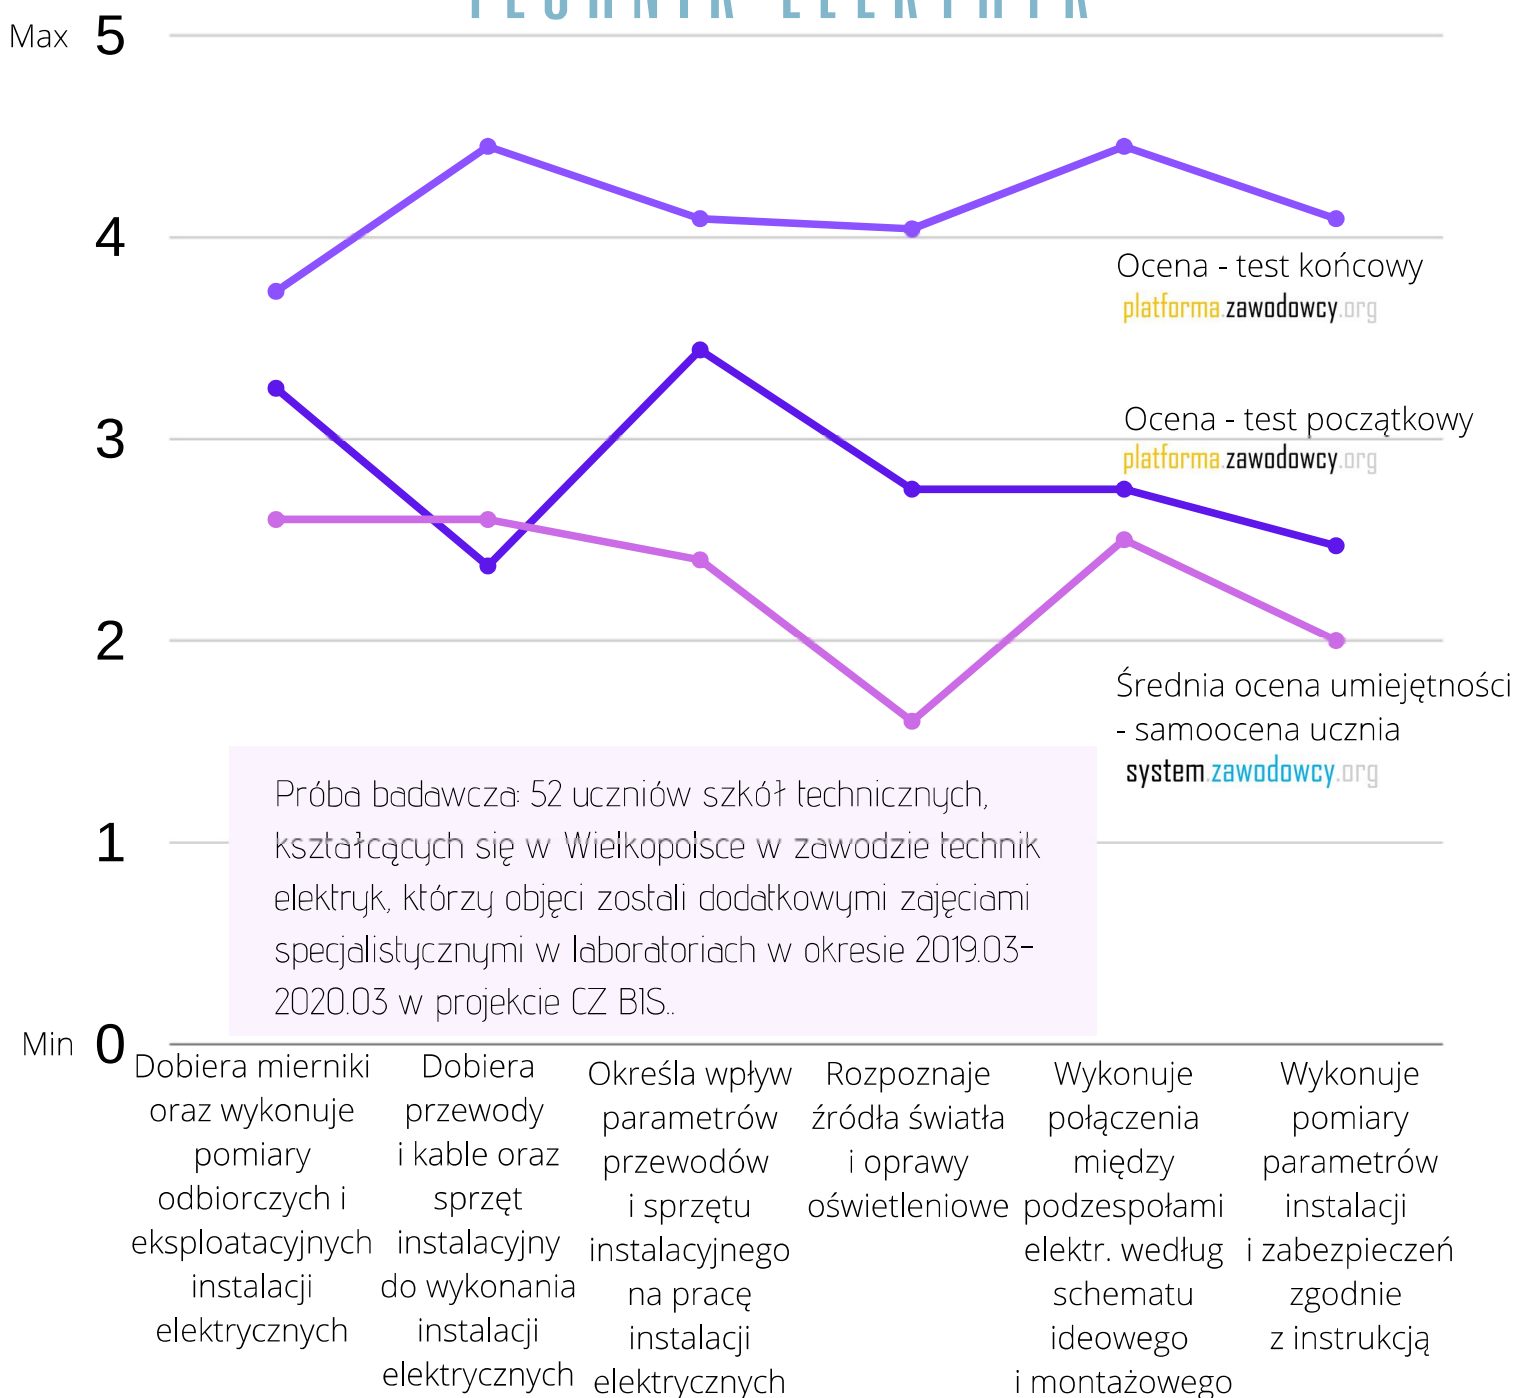 TECHNIK ELEKTRYK
Max 5
4
3
2
1
Min 0
Ocena - test końcowy
platforma.zawodowcy.org
Ocena - test początkowy
platforma.zawodowcy.org
Średnia ocena umiejętności
- samoocena ucznia
system.zawodowcy.org
Próba badawcza: 52 uczniów szkół technicznych,
kształcących się w Wielkopolsce w zawodzie technik
elektryk, którzy objęci zostali dodatkowymi zajęciami
specjalistycznymi w laboratoriach w okresie 2019.03-
2020.03 w projekcie CZ BIS..
Dobiera mierniki
oraz wykonuje
pomiary
odbiorczych i
eksploatacyjnych
instalacji
elektrycznych
Dobiera
przewody
i kable oraz
sprzęt
instalacyjny
do wykonania
instalacji
elektrycznych
Określa wpływ
parametrów
przewodów
i sprzętu
instalacyjnego
na pracę
instalacji
elektrycznych
Rozpoznaje
źródła światła
i oprawy
oświetleniowe
Wykonuje
połączenia
między
podzespołami
elektr. według
schematu
ideowego
i montażowego
Wykonuje
pomiary
parametrów
instalacji
i zabezpieczeń
zgodnie
z instrukcją